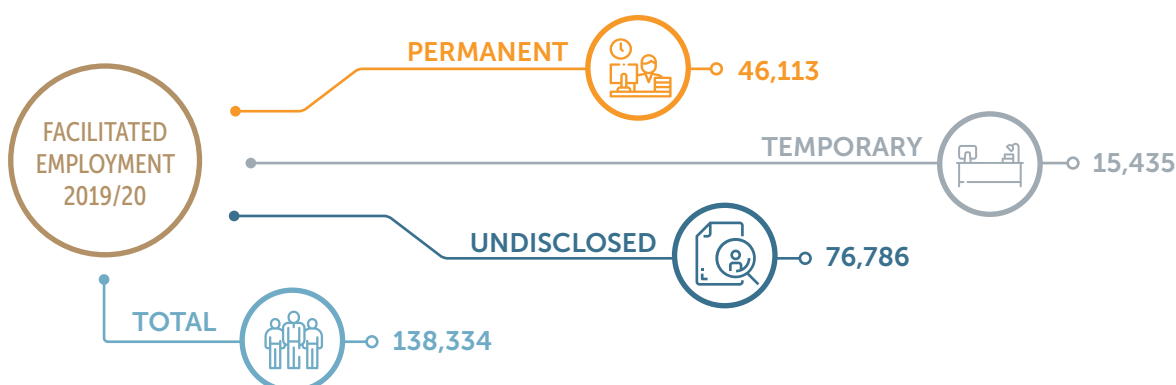 FACILITATED
EMPLOYMENT
2019/20
PERMANENT
46,113
TEMPORARY
15,435
UNDISCLOSED
76,786
TOTAL
138,334